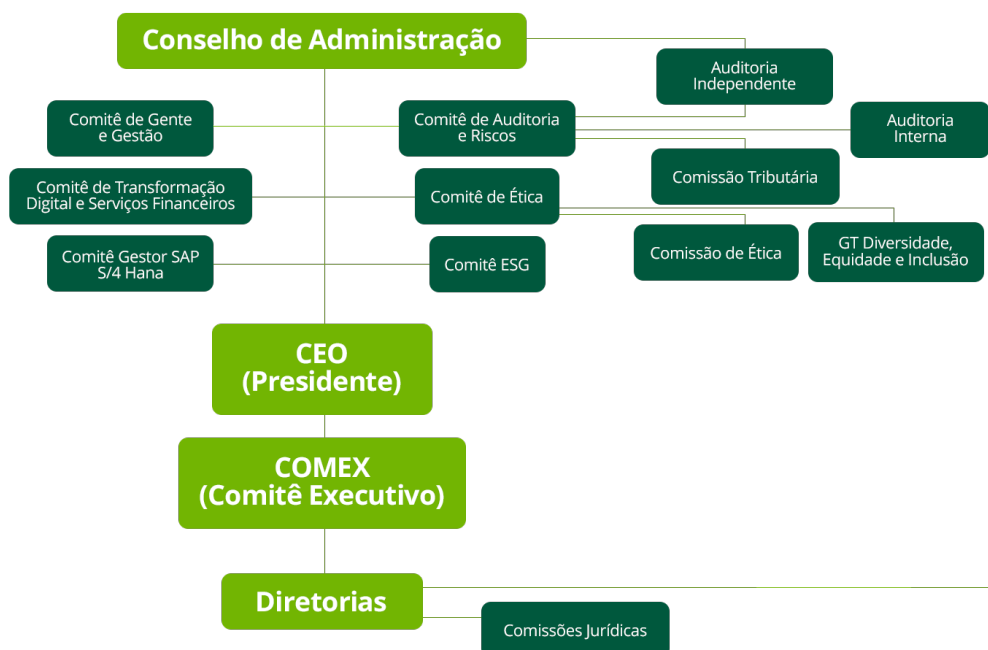 Conselho de Administração
Auditoria
Independente
Comitê de Gente
e Gestão
Comitê de Auditoria
e Riscos
Auditoria
Interna
Comissão Tributária
Comitê de Transformação
Digital e Serviços Financeiros
Comitê de Ética
Comissão de Ética
GT Diversidade,
Equidade e Inclusão
Comitê Gestor SAP
S/4 Hana
Comitê ESG
CEO
(Presidente)
COMEX
(Comitê Executivo)
Diretorias
Comissões Jurídicas